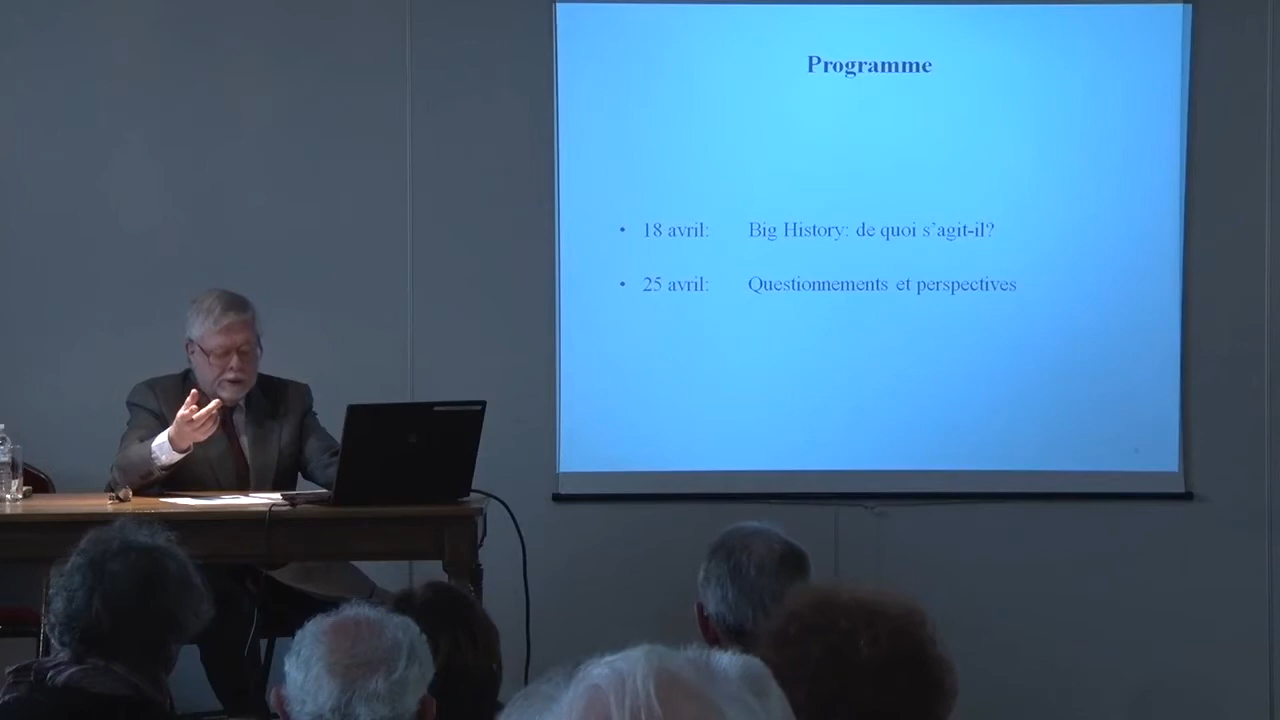 Programme
• 18 avril: Big History: de quoi s'agit-il?
• 25 avril: Questionnements et perspectives